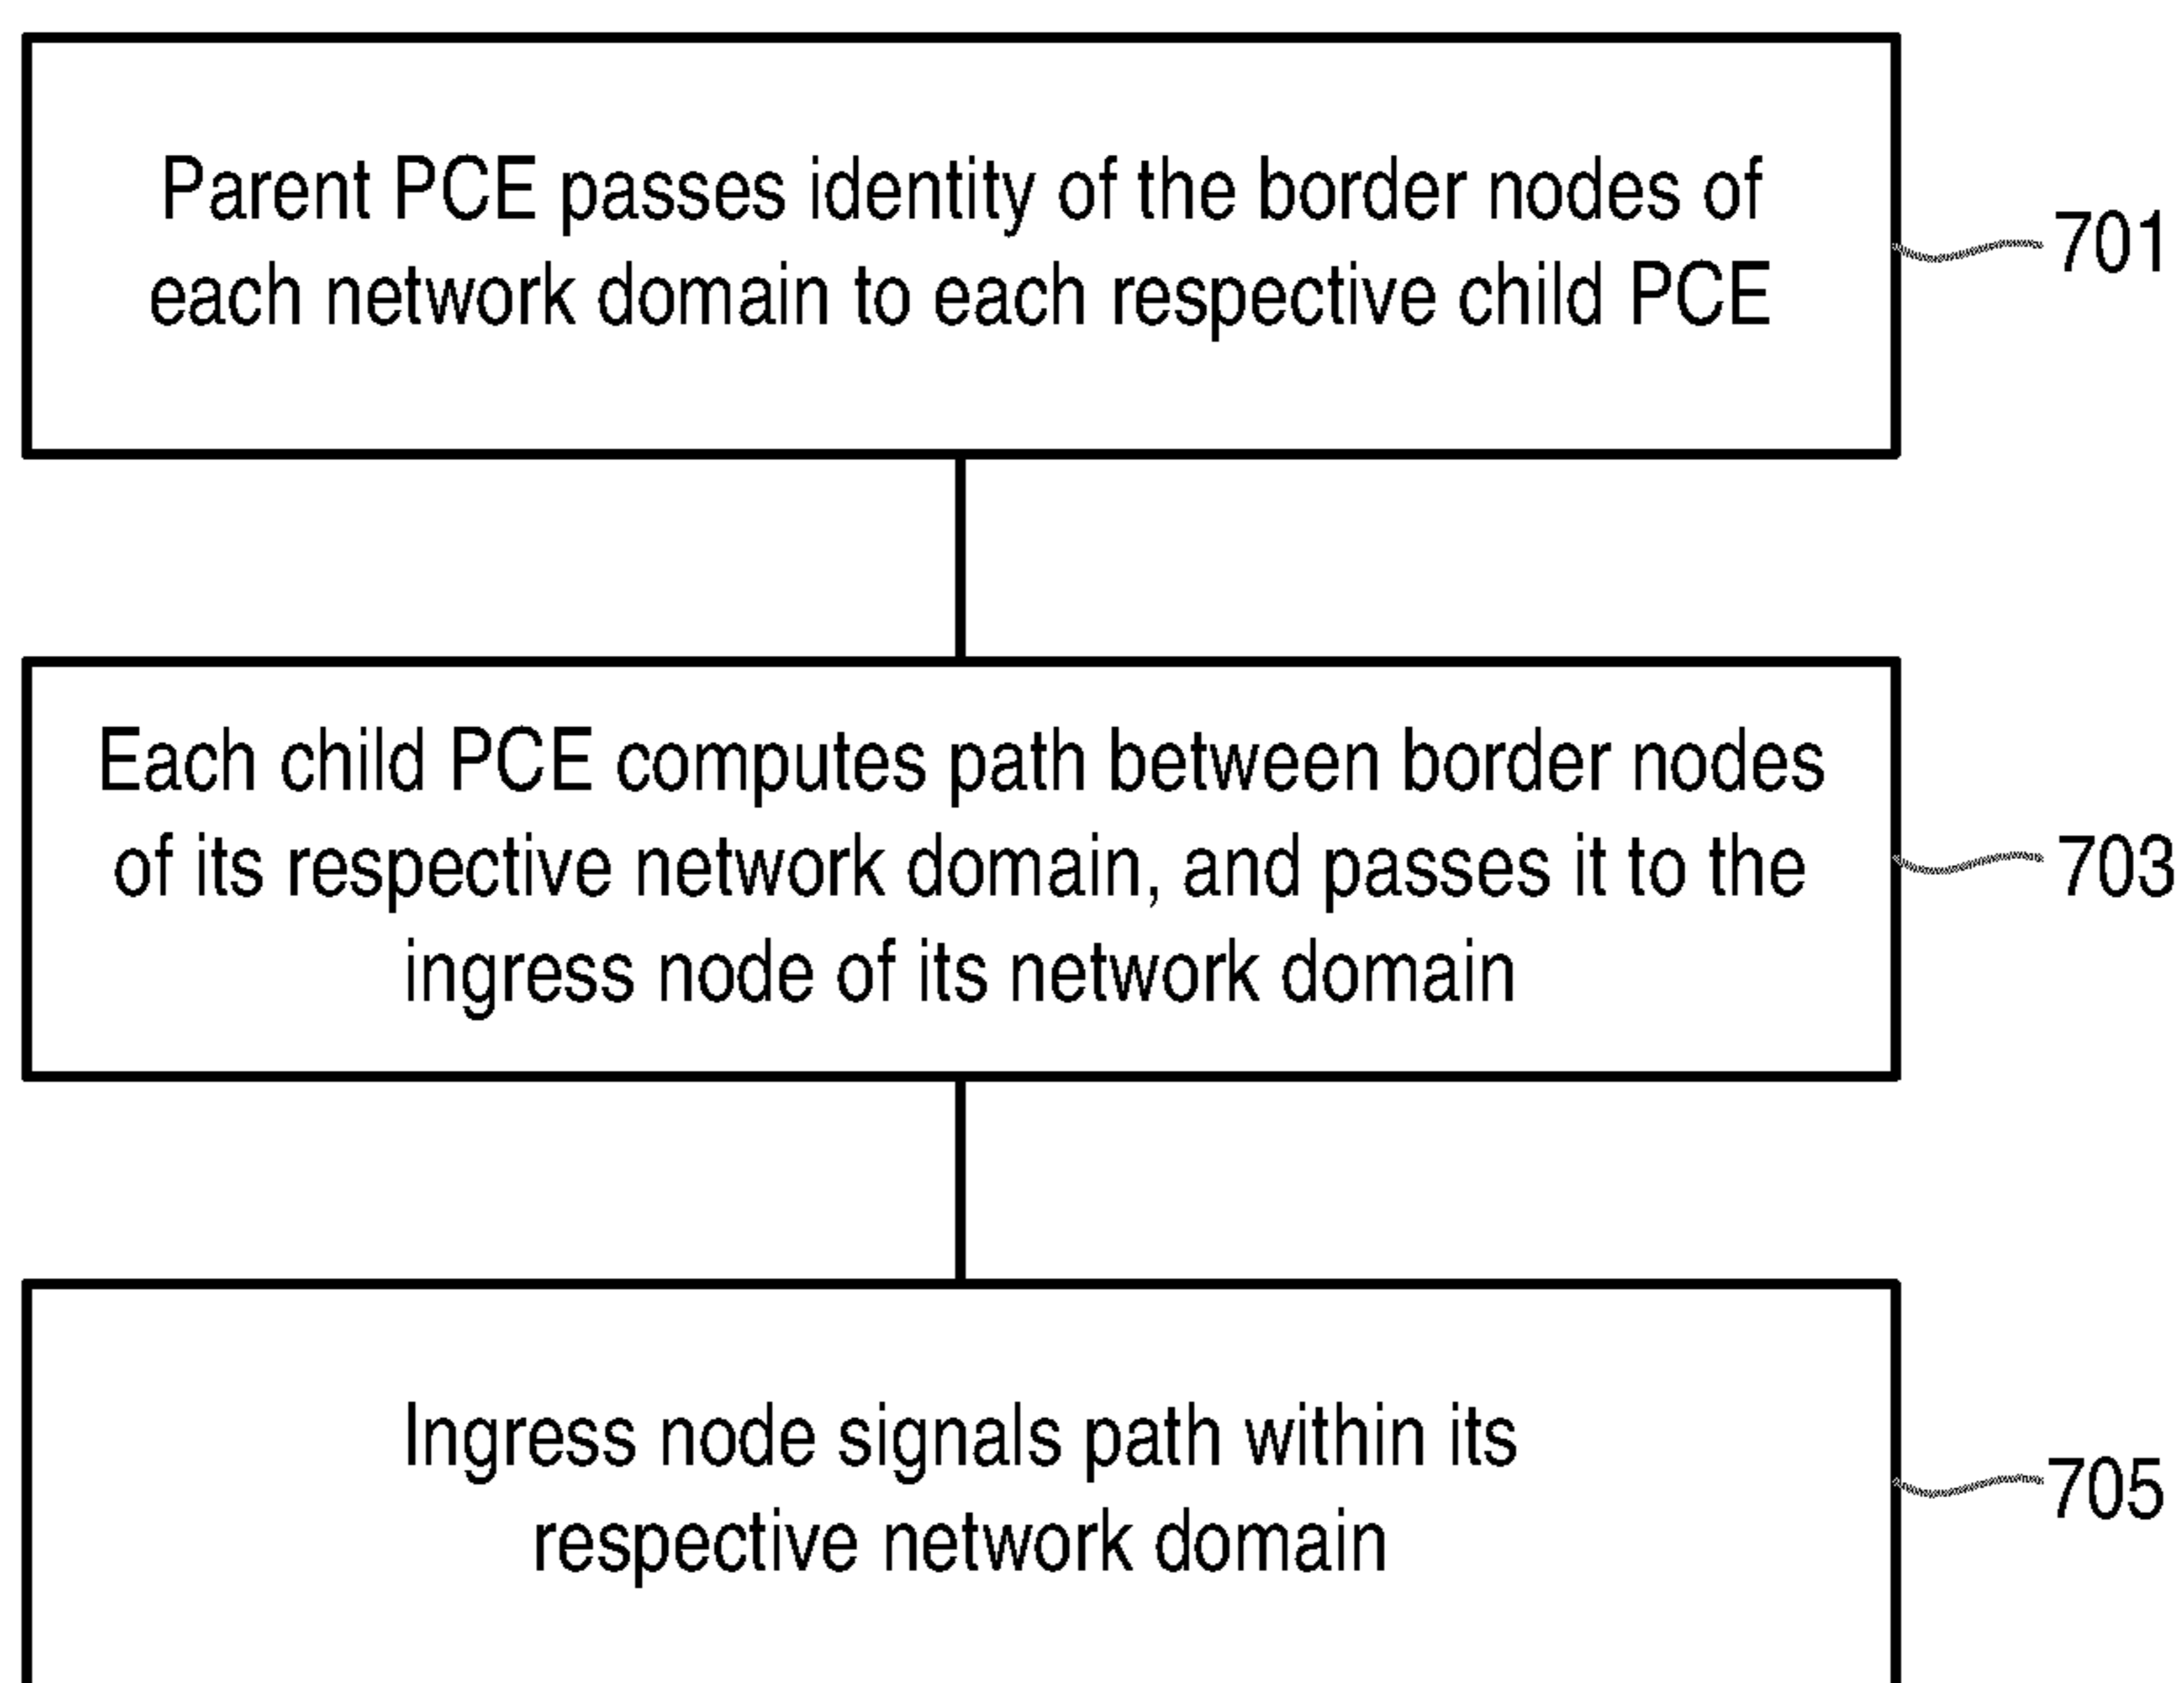 Parent PCE passes identity of the border nodes of
each network domain to each respective child PCE
701
Each child PCE computes path between border nodes
of its respective network domain, and passes it to the
ingress node of its network domain
703
Ingress node signals path within its
respective network domain
705